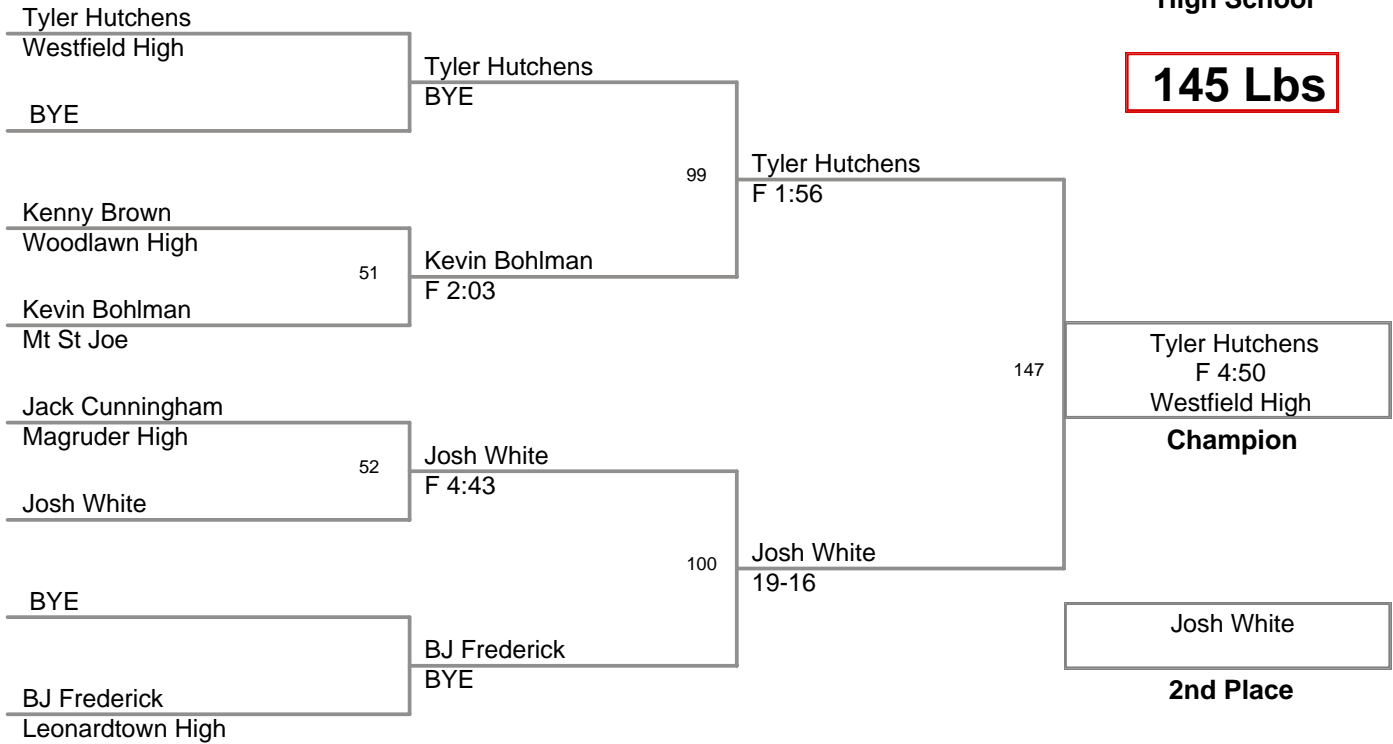 High School
145 Lbs
Tyler Hutchens
Westfield High
BYE
Kenny Brown
Woodlawn High
51
Kevin Bohlman
Mt St Joe
Jack Cunningham
Magruder High
52
Josh White
BYE
BJ Frederick
Leonardtown High
Tyler Hutchens
BYE
99
Kevin Bohlman
F 2:03
Josh White
F 4:43
100
BJ Frederick
BYE
Tyler Hutchens
F 1:56
147
Josh White
19-16
Tyler Hutchens
F 4:50
Westfield High
Champion
Josh White
2nd Place